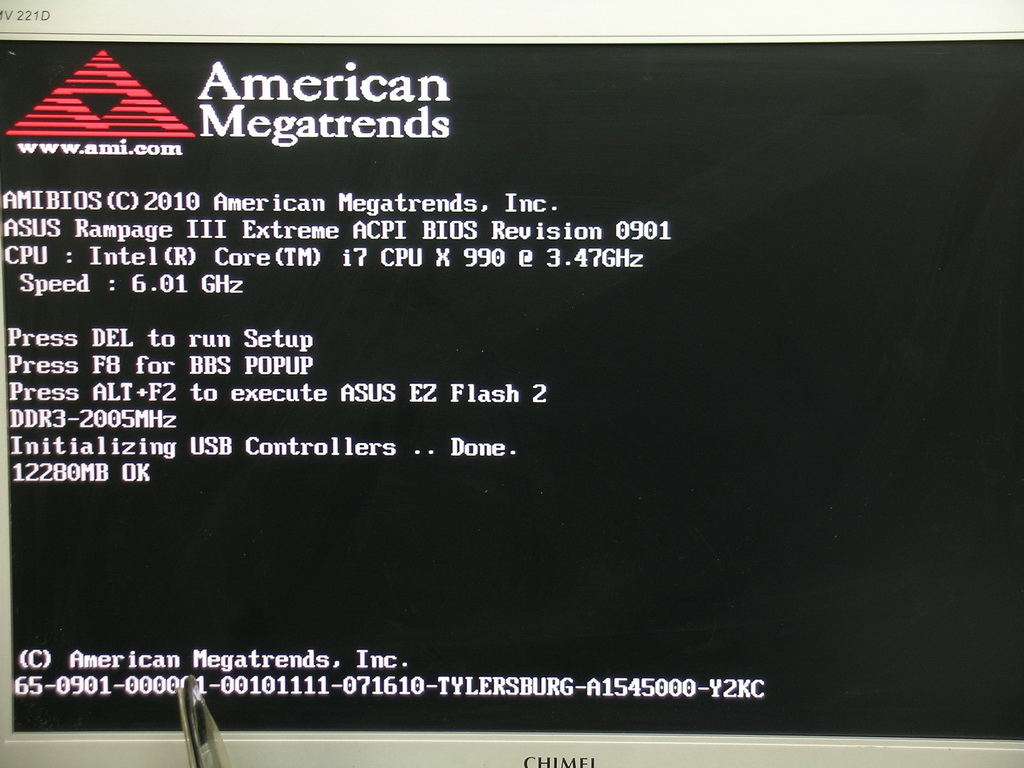 MV 221D
American
Megatrends
www.ami.com
AMIBIOS(C)2010 American Megatrends, Inc.
ASUS Rampage III Extreme ACPI BIOS Revision 0901
CPU : Intel(R) Core(TM) i7 CPU X 990 @ 3.47GHz
Speed : 6.01 GHz
Press DEL to run Setup
Press F8 for BBS POPUP
Press ALT+F2 to execute ASUS EZ Flash 2
DDR3-2005MHz
Initializing USB Controllers .. Done.
12280MB OK
(C) American Megatrends, Inc.
65-0901-000001-00101111-071610-TYLERSBURG-A1545000-Y2KC
CHIMEI